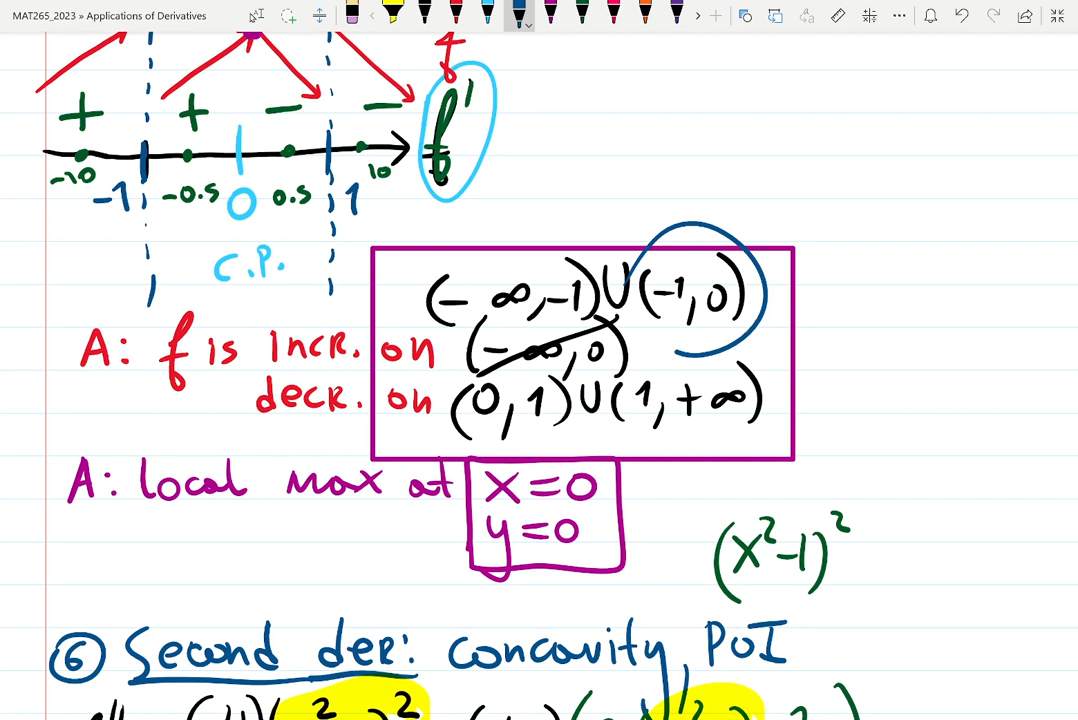 MAT265_2023 » Applications of Derivatives
f
+ + - - f'
-10 -1 -0.5 0 0.5 1 10
C.P.
(-∞,-1)U(-1,0)
A: f is incr. on (-∞,0)
decr. on (0,1)U(1,+∞)
A: local max at x=0
y=0
(x²-1)²
⑥ Second der: concavity, PoI